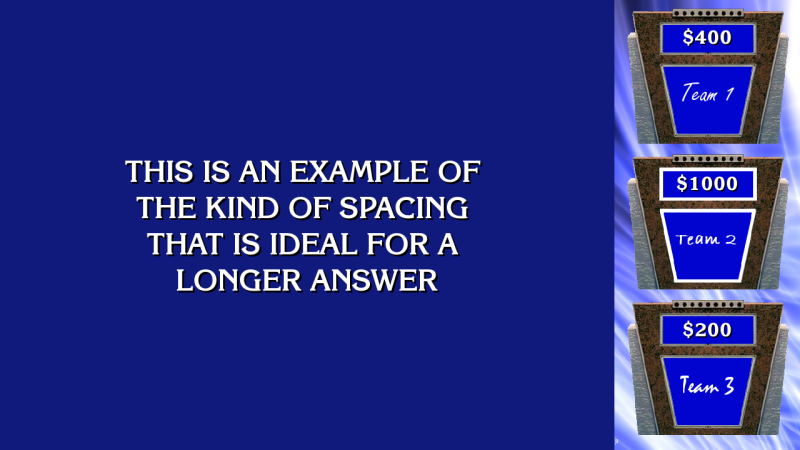 THIS IS AN EXAMPLE OF
THE KIND OF SPACING
THAT IS IDEAL FOR A
LONGER ANSWER
$400
Team 1
$1000
Team 2
$200
Team 3